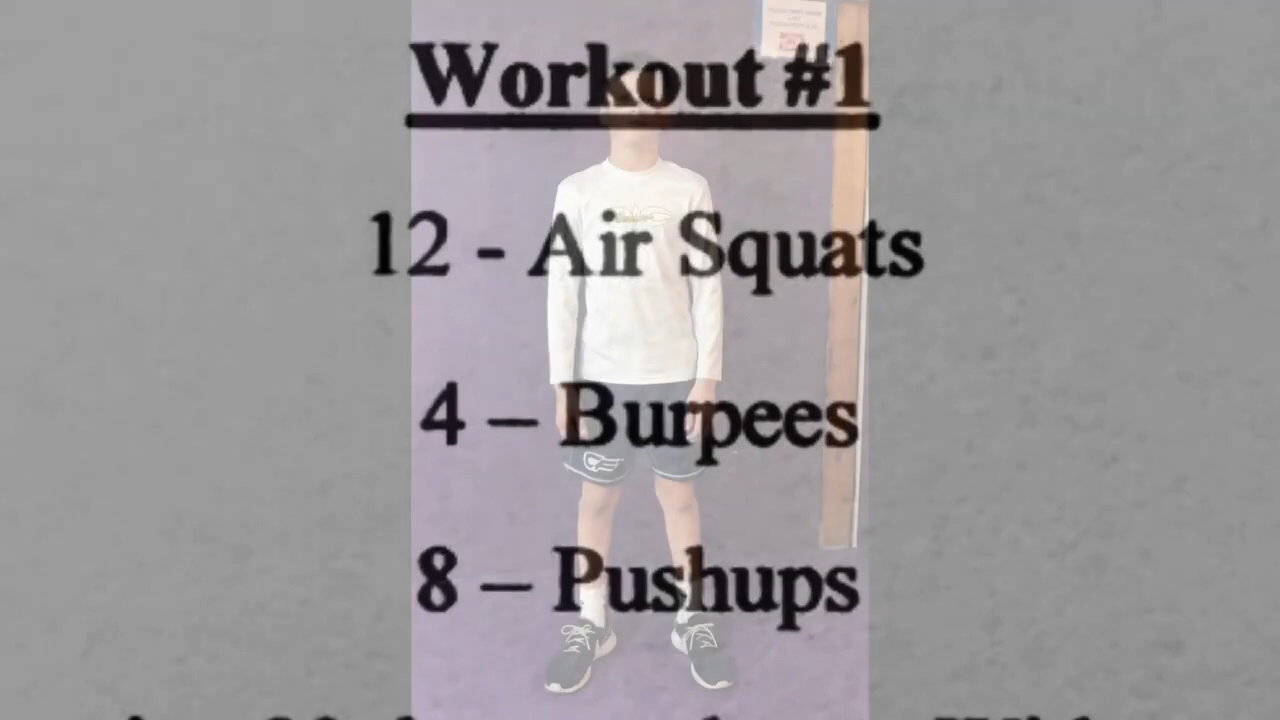 Workout #1
12 - Air Squats
4 – Burpees
8 – Pushups